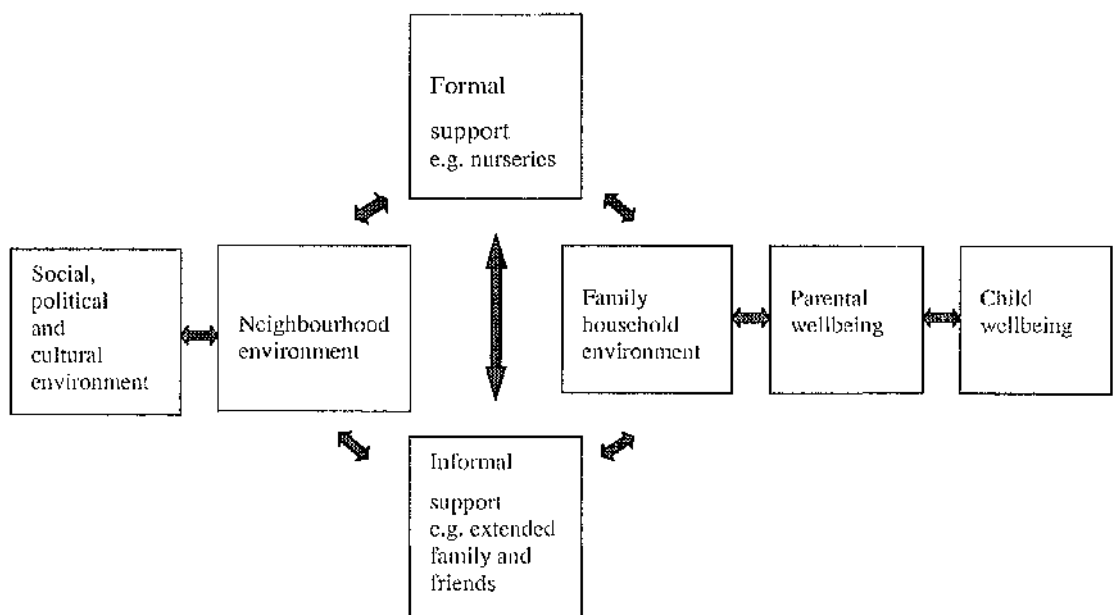 Formal
support
e.g. nurseries
Social,
political
and
cultural
environment
Neighbourhood
environment
Family
household
environment
Parental
wellbeing
Child
wellbeing
Informal
support
e.g. extended
family and
friends